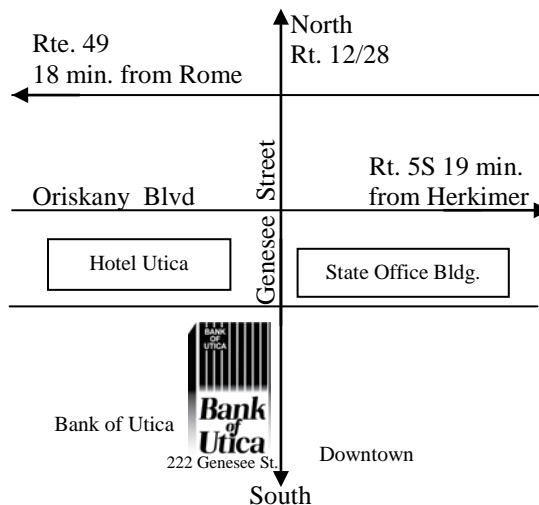 North
Rt. 12/28
Rte. 49
18 min. from Rome
Genesee Street
Rt. 5S 19 min.
from Herkimer
Oriskany Blvd
Hotel Utica
State Office Bldg.
BANK
OF
UTICA
Bank
of
Utica
Bank of Utica
222 Genesee St.
Downtown
South